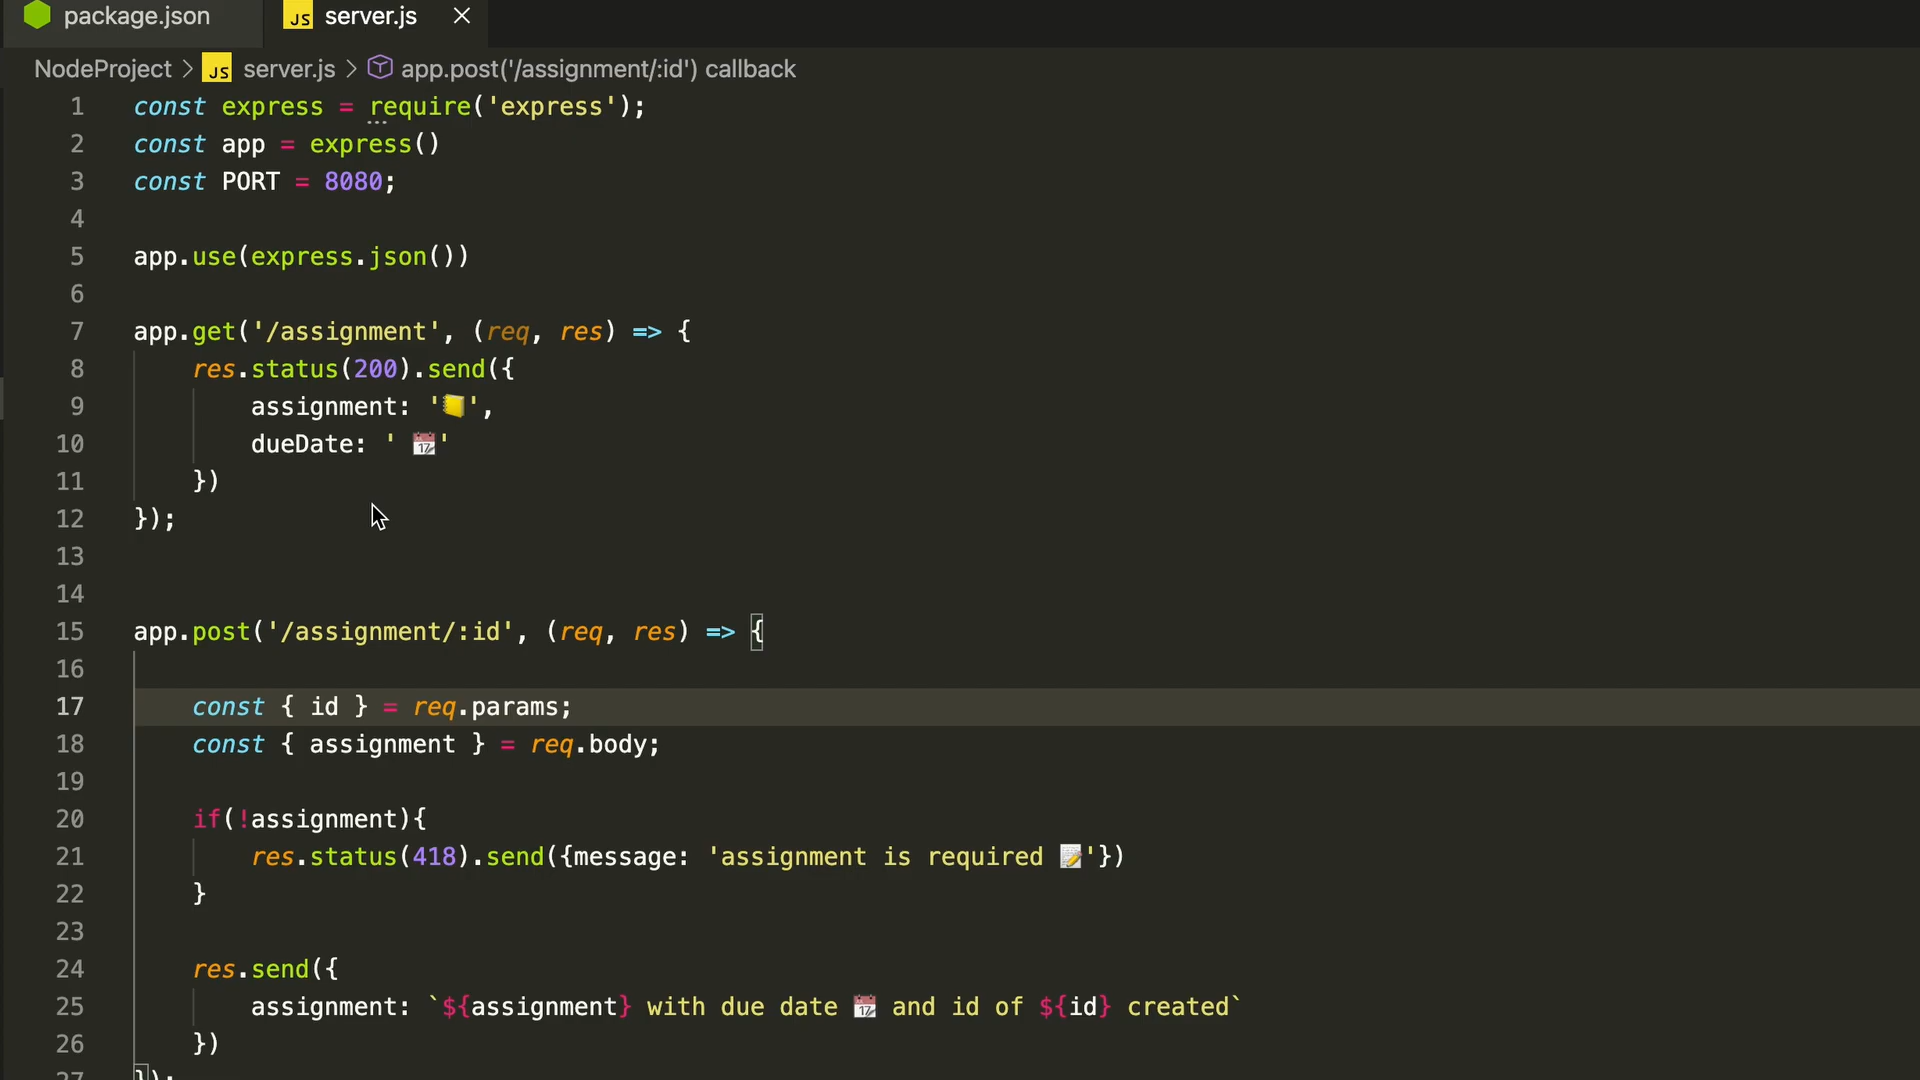 package.json
JS server.js
NodeProject > JS server.js > app.post('/assignment/:id') callback
1 const express = require('express');
2 const app = express()
3 const PORT = 8080;
4
5 app.use(express.json())
6
7 app.get('/assignment', (req, res) => {
8 res.status(200).send({
9 assignment: '📒',
10 dueDate: ' 📆'
11 })
12 });
13
14
15 app.post('/assignment/:id', (req, res) => {
16
17 const { id } = req.params;
18 const { assignment } = req.body;
19
20 if(!assignment){
21 res.status(418).send({message: 'assignment is required 📝'})
22 }
23
24 res.send({
25 assignment: `${assignment} with due date 📆 and id of ${id} created`
26 })
27 });